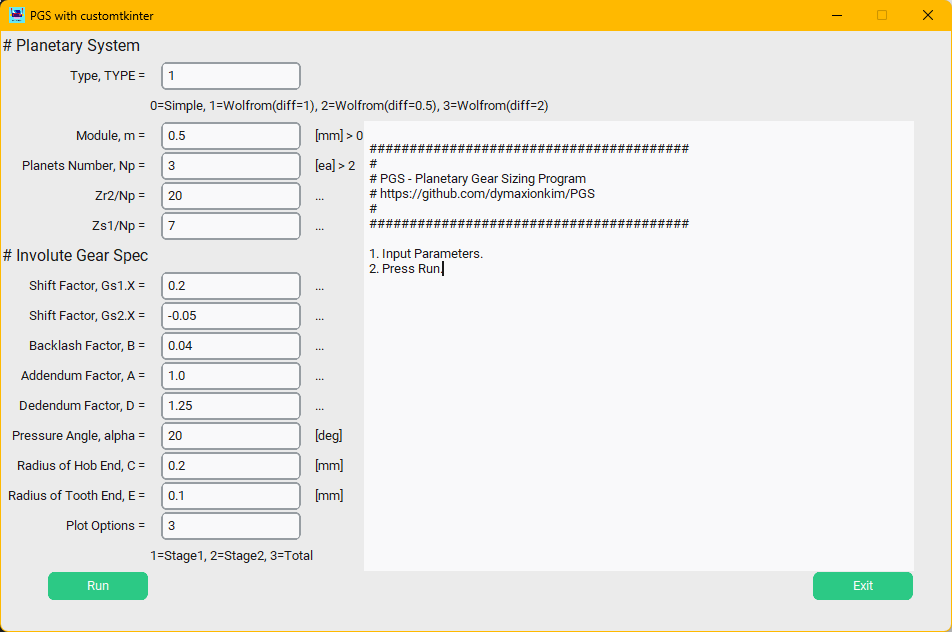 PGS with customtkinter
# Planetary System
Type, TYPE = 1
0=Simple, 1=Wolfrom(diff=1), 2=Wolfrom(diff=0.5), 3=Wolfrom(diff=2)
Module, m = 0.5 [mm] > 0
Planets Number, Np = 3 [ea] > 2
Zr2/Np = 20 ...
Zs1/Np = 7 ...
# Involute Gear Spec
Shift Factor, Gs1.X = 0.2 ...
Shift Factor, Gs2.X = -0.05 ...
Backlash Factor, B = 0.04 ...
Addendum Factor, A = 1.0 ...
Dedendum Factor, D = 1.25 ...
Pressure Angle, alpha = 20 [deg]
Radius of Hob End, C = 0.2 [mm]
Radius of Tooth End, E = 0.1 [mm]
Plot Options = 3
1=Stage1, 2=Stage2, 3=Total
########################################
#
# PGS - Planetary Gear Sizing Program
# https://github.com/dymaxionkim/PGS
#
########################################
1. Input Parameters.
2. Press Run.
Run
Exit